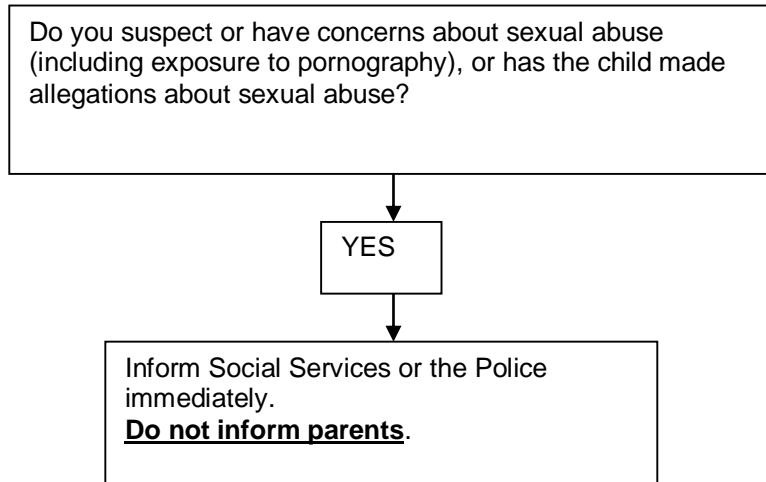 Do you suspect or have concerns about sexual abuse
(including exposure to pornography), or has the child made
allegations about sexual abuse?
YES
Inform Social Services or the Police
immediately.
Do not inform parents.